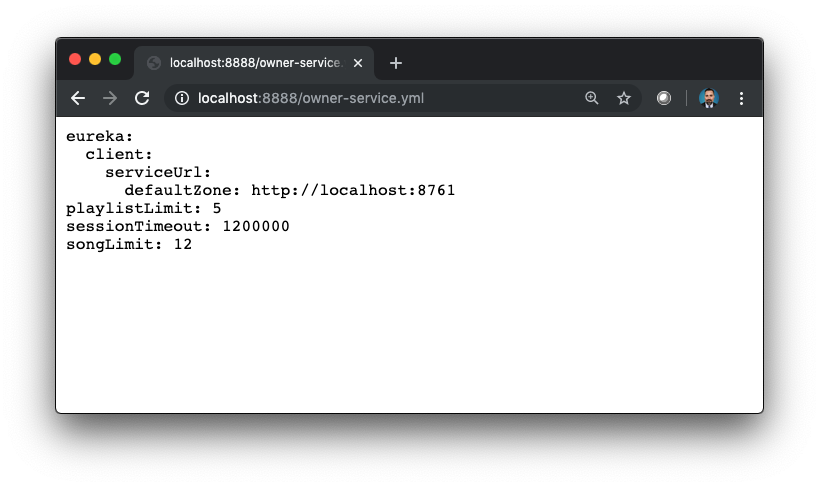 localhost:8888/owner-service.
localhost:8888/owner-service.yml
eureka:
  client:
    serviceUrl:
      defaultZone: http://localhost:8761
playlistLimit: 5
sessionTimeout: 1200000
songLimit: 12